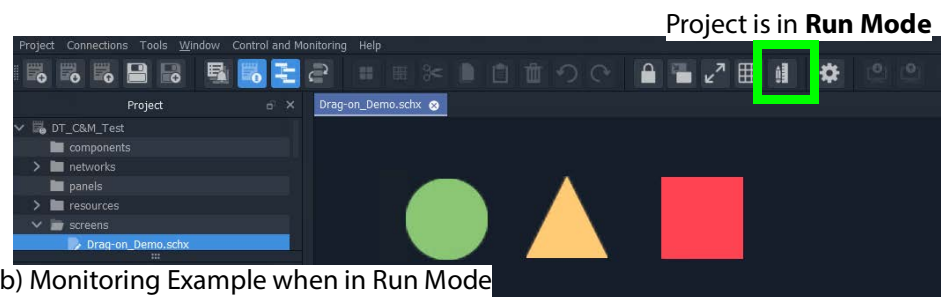 Project is in Run Mode
Project Connections Tools Window Control and Monitoring Help
Project
Drag-on_Demo.schx
DT_C&M_Test
components
networks
panels
resources
screens
Drag-on_Demo.schx
b) Monitoring Example when in Run Mode